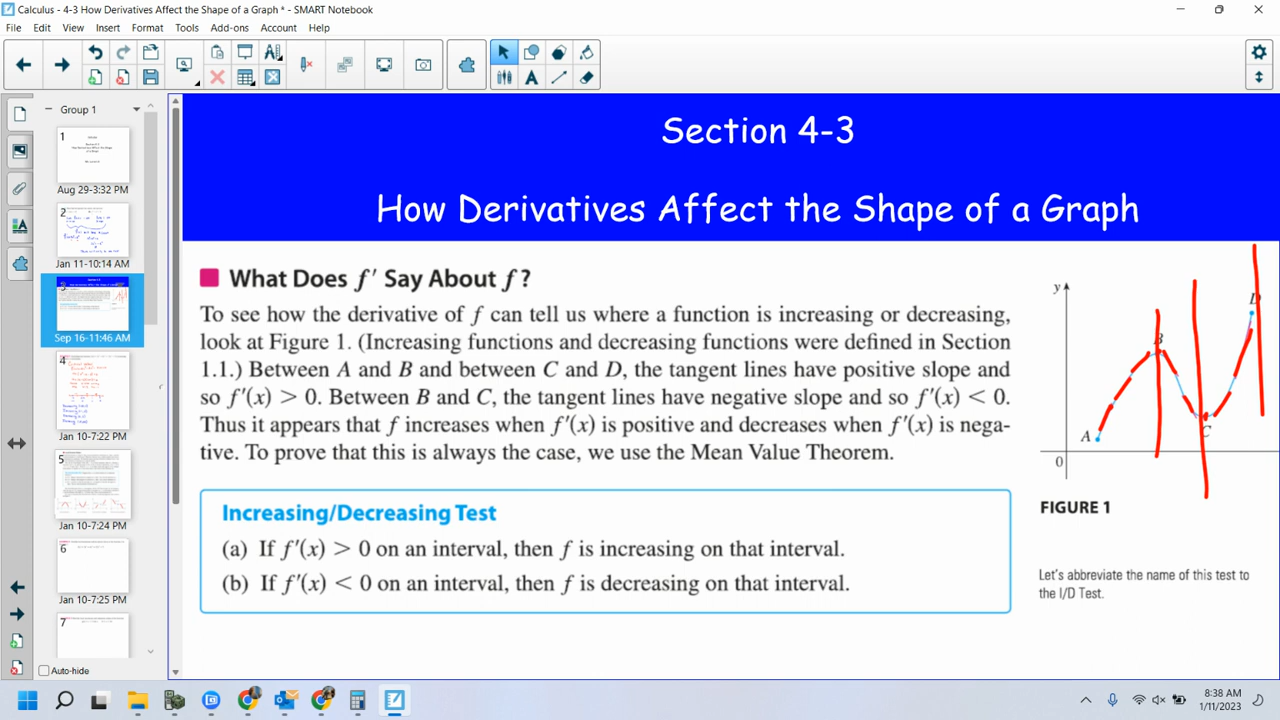 Calculus - 4-3 How Derivatives Affect the Shape of a Graph * - SMART Notebook
File Edit View Insert Format Tools Add-ons Account Help
Group 1
1
Aug 29-3:32 PM
2
Jan 11-10:14 AM
3
Sep 16-11:46 AM
4
Jan 10-7:22 PM
5
Jan 10-7:24 PM
6
Jan 10-7:25 PM
7
Auto-hide
Section 4-3
How Derivatives Affect the Shape of a Graph
What Does f′ Say About f?
To see how the derivative of f can tell us where a function is increasing or decreasing,
look at Figure 1. (Increasing functions and decreasing functions were defined in Section
1.1.) Between A and B and between C and D, the tangent lines have positive slope and
so f′(x) > 0. Between B and C, the tangent lines have negative slope and so f′(x) < 0.
Thus it appears that f increases when f′(x) is positive and decreases when f′(x) is nega-
tive. To prove that this is always the case, we use the Mean Value Theorem.
Increasing/Decreasing Test
(a) If f′(x) > 0 on an interval, then f is increasing on that interval.
(b) If f′(x) < 0 on an interval, then f is decreasing on that interval.
y
D
B
A
C
0
FIGURE 1
Let's abbreviate the name of this test to
the I/D Test.
8:38 AM
1/11/2023